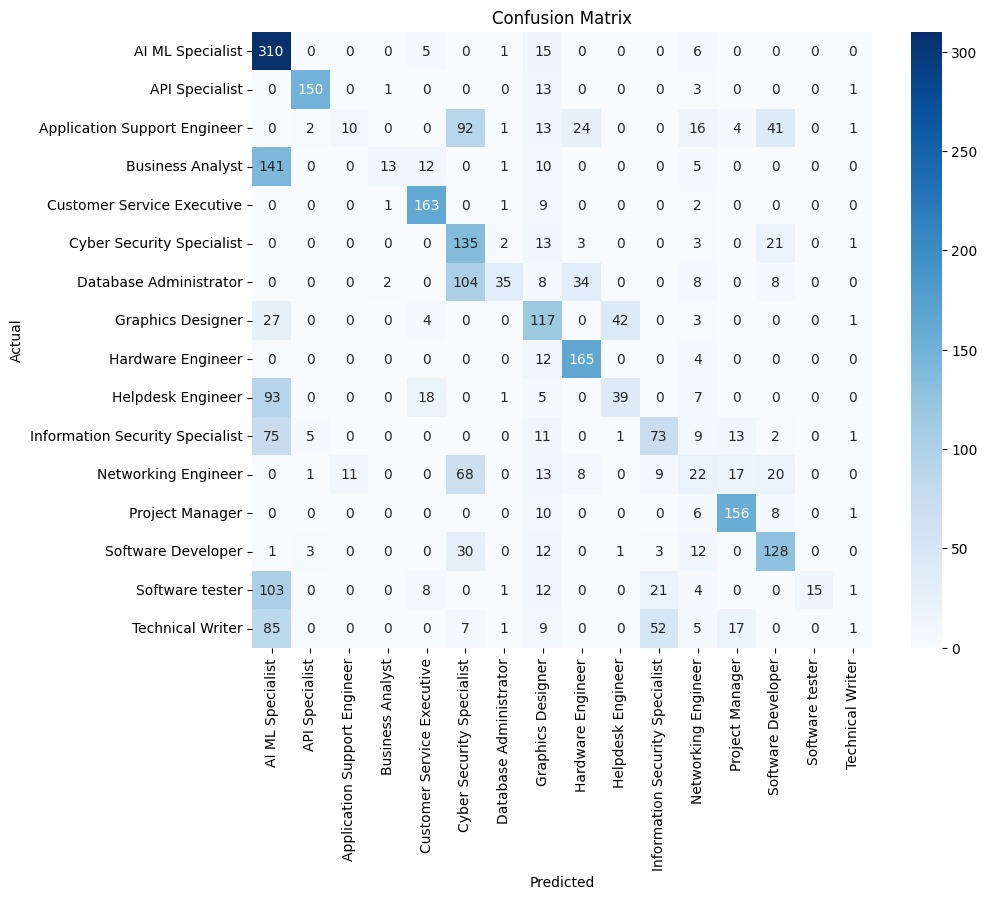 Confusion Matrix
Actual
AI ML Specialist 310 0 0 0 5 0 1 15 0 0 0 6 0 0 0 0
API Specialist 0 150 0 1 0 0 0 13 0 0 0 3 0 0 0 1
Application Support Engineer 0 2 10 0 0 92 1 13 24 0 0 16 4 41 0 1
Business Analyst 141 0 0 13 12 0 1 10 0 0 0 5 0 0 0 0
Customer Service Executive 0 0 0 1 163 0 1 9 0 0 0 2 0 0 0 0
Cyber Security Specialist 0 0 0 0 0 135 2 13 3 0 0 3 0 21 0 1
Database Administrator 0 0 0 2 0 104 35 8 34 0 0 8 0 8 0 0
Graphics Designer 27 0 0 0 4 0 0 117 0 42 0 3 0 0 0 1
Hardware Engineer 0 0 0 0 0 0 0 12 165 0 0 4 0 0 0 0
Helpdesk Engineer 93 0 0 0 18 0 1 5 0 39 0 7 0 0 0 0
Information Security Specialist 75 5 0 0 0 0 0 11 0 1 73 9 13 2 0 1
Networking Engineer 0 1 11 0 0 68 0 13 8 0 9 22 17 20 0 0
Project Manager 0 0 0 0 0 0 0 10 0 0 0 6 156 8 0 1
Software Developer 1 3 0 0 0 30 0 12 0 1 3 12 0 128 0 0
Software tester 103 0 0 0 8 0 1 12 0 0 21 4 0 0 15 1
Technical Writer 85 0 0 0 0 7 1 9 0 0 52 5 17 0 0 1
AI ML Specialist
API Specialist
Application Support Engineer
Business Analyst
Customer Service Executive
Cyber Security Specialist
Database Administrator
Graphics Designer
Hardware Engineer
Helpdesk Engineer
Information Security Specialist
Networking Engineer
Project Manager
Software Developer
Software tester
Technical Writer
Predicted
300
250
200
150
100
50
0